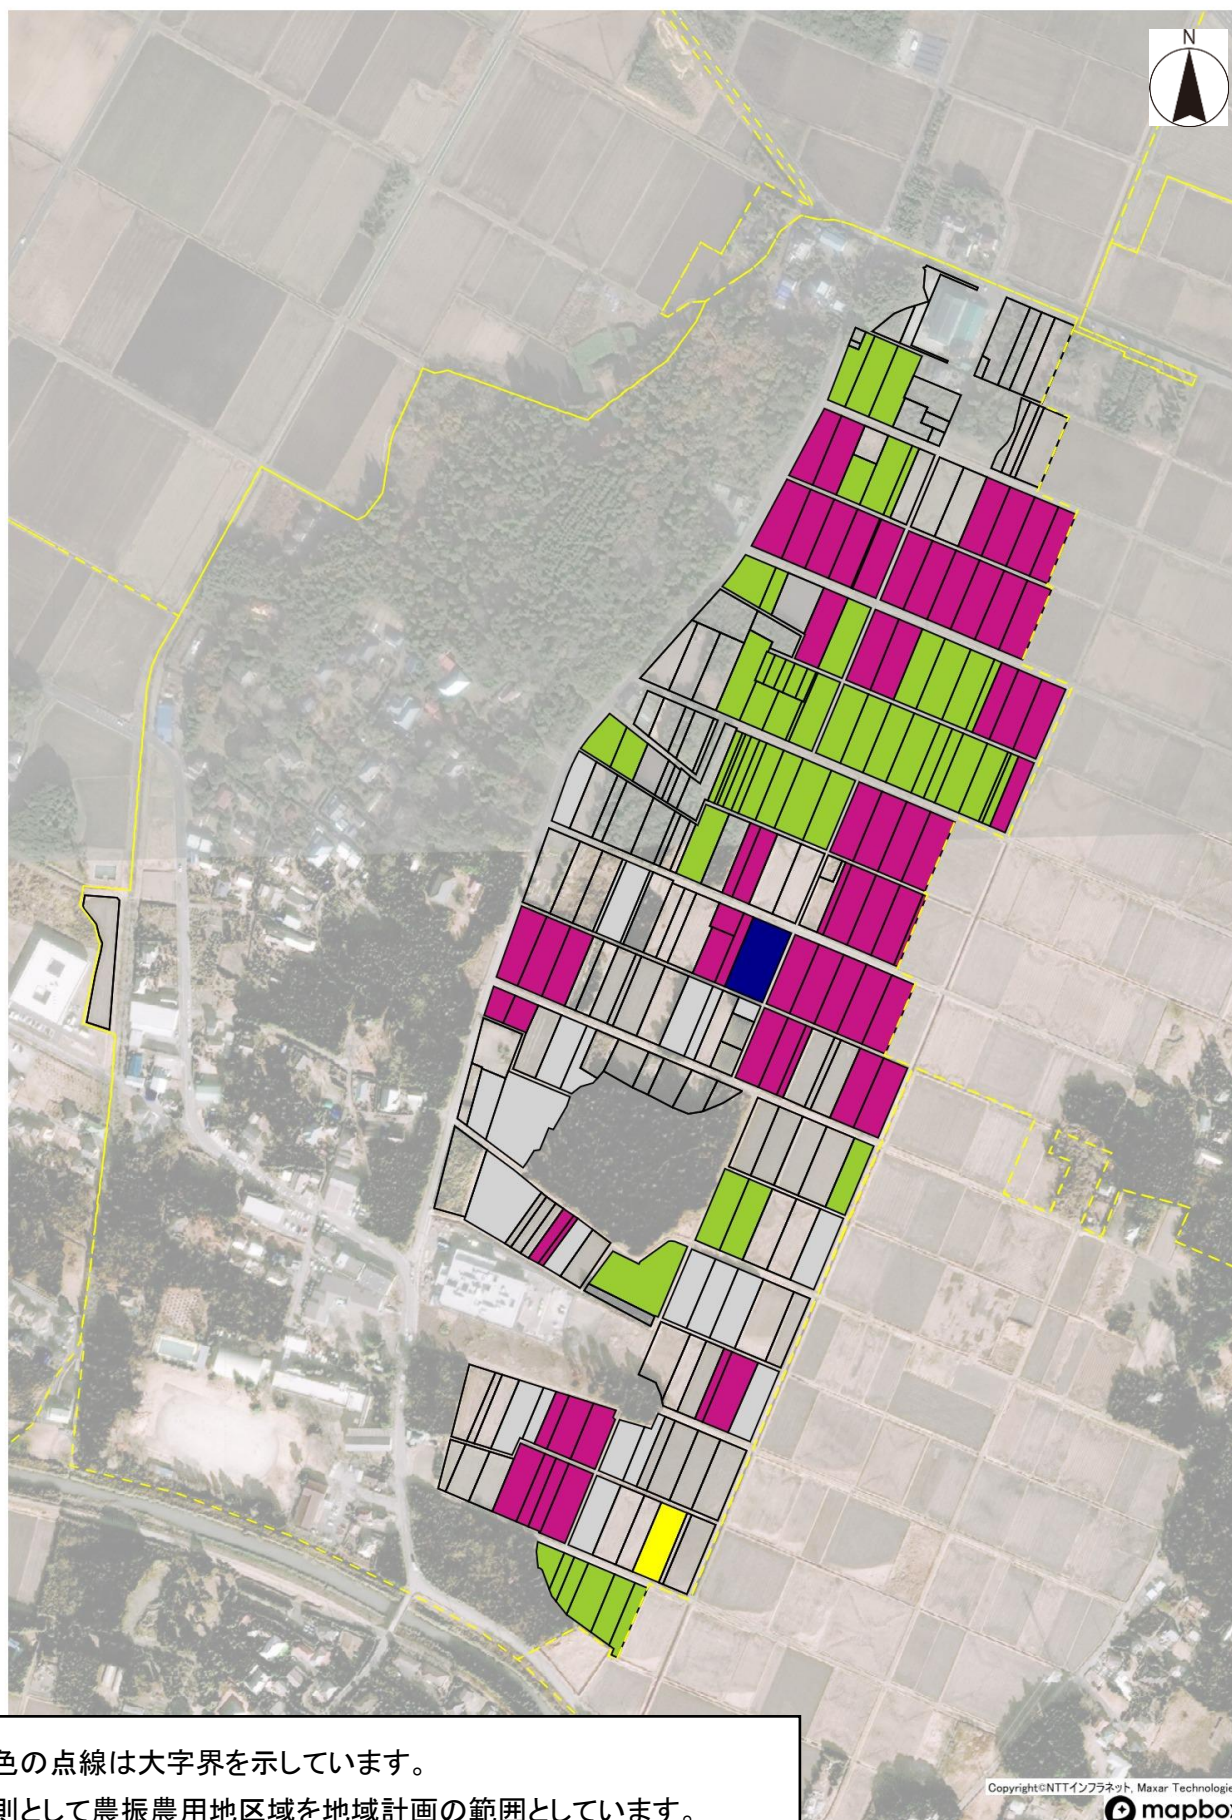 N
色の点線は大字界を示しています。
則として農振農用地区域を地域計画の範囲としています。
Copyright©NTTインフラネット, Maxar Technologie
mapbox